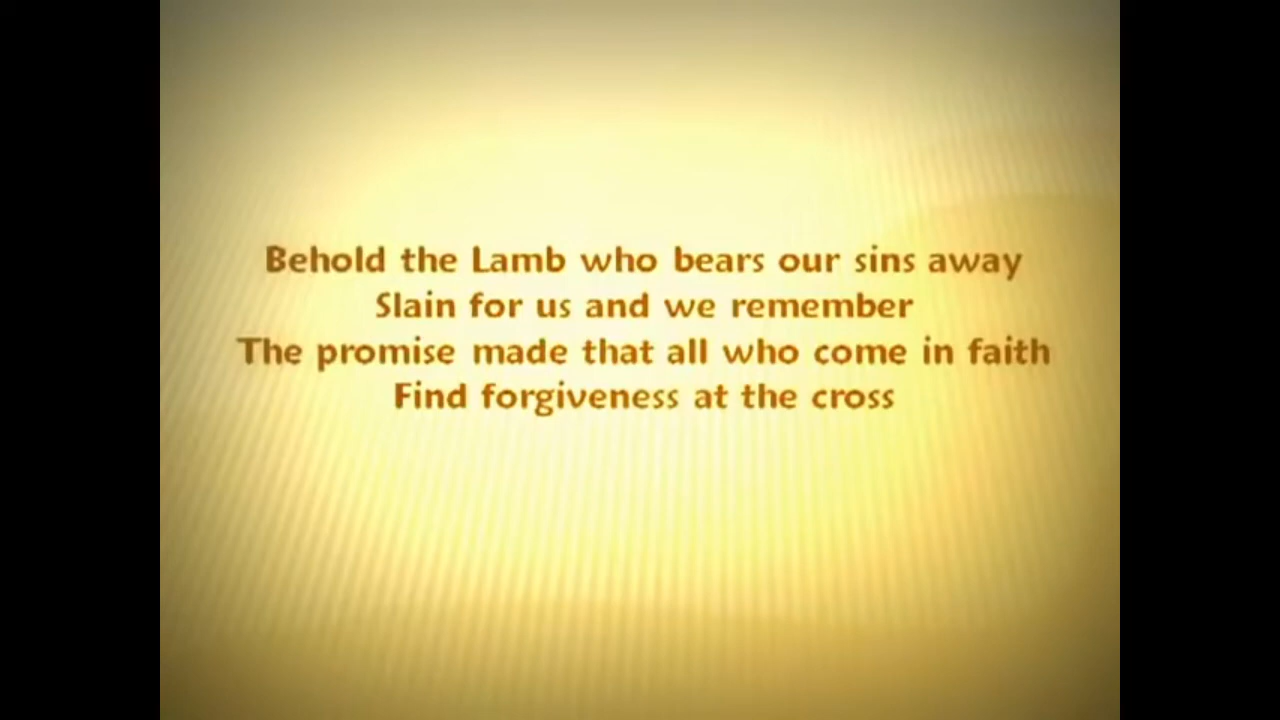 Behold the Lamb who bears our sins away
Slain for us and we remember
The promise made that all who come in faith
Find forgiveness at the cross